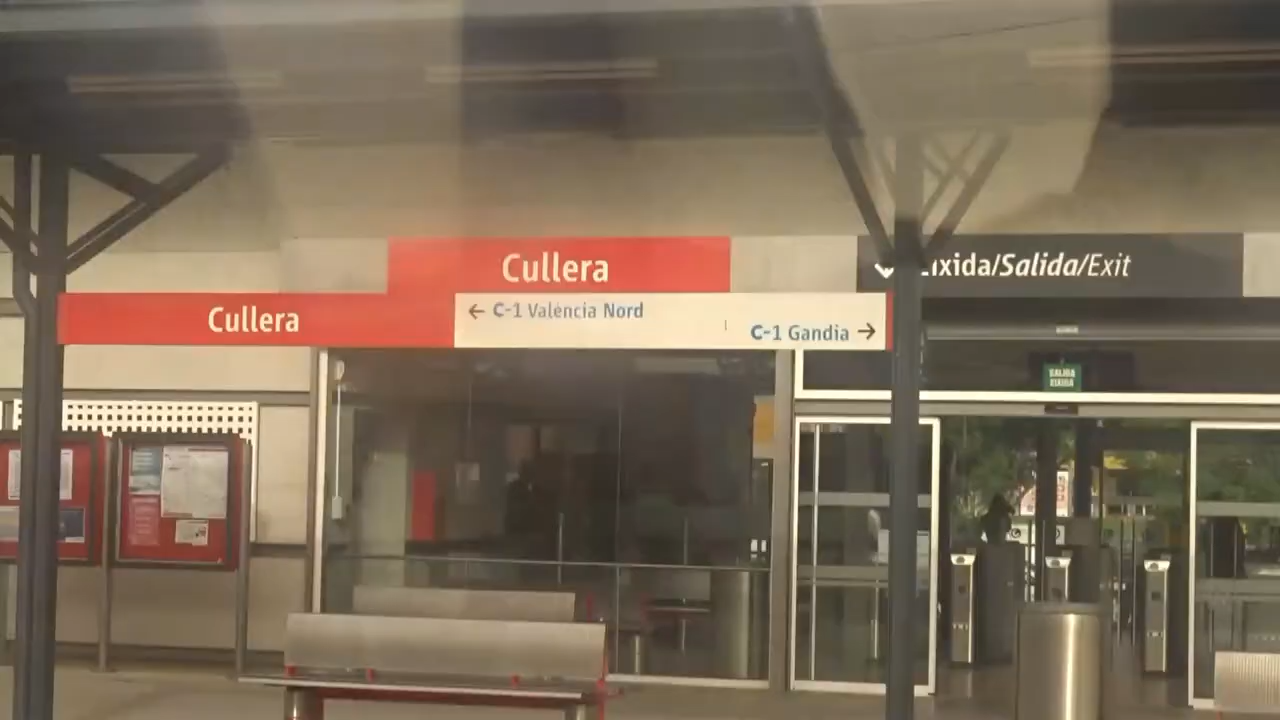 Cullera
Cullera
← C-1 València Nord
C-1 Gandia →
Eixida/Salida/Exit
SALIDA
EIXIDA